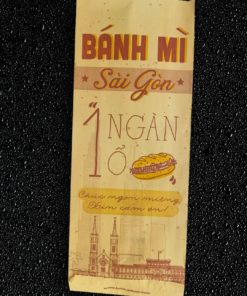 BÁNH MÌ
Sài Gòn
"1 NGÀN
Ổ "
Chúc ngon miệng
Xin cảm ơn!